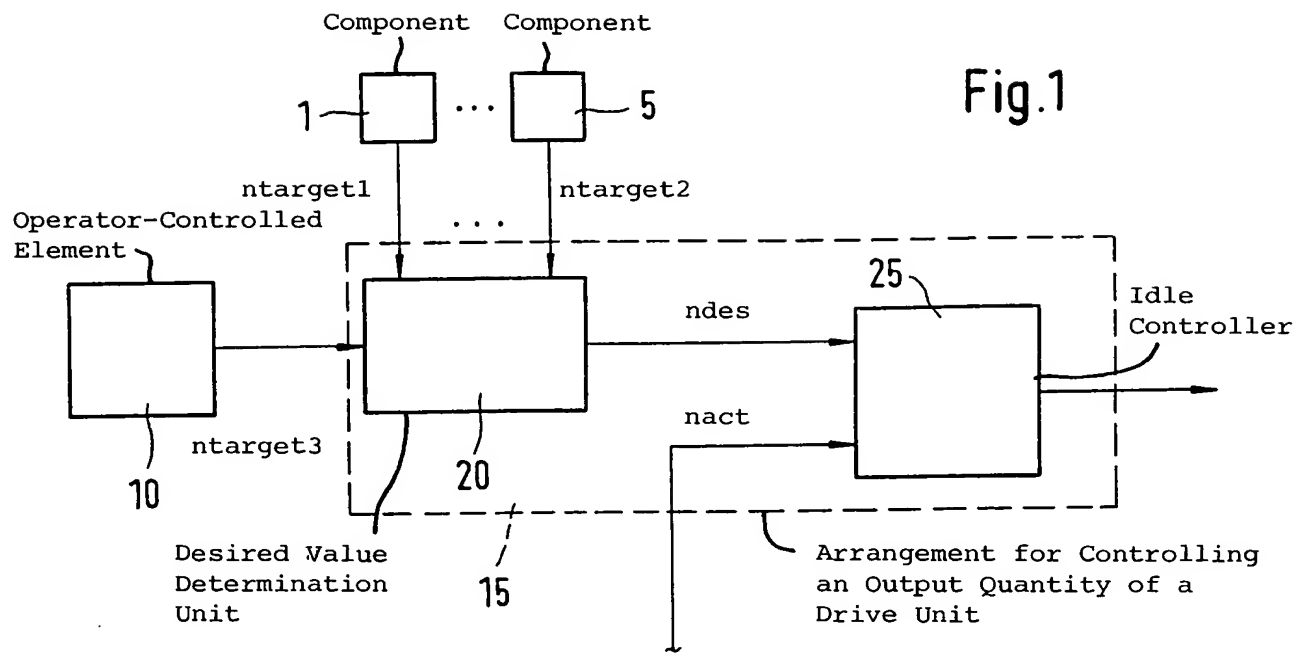 Component Component
Fig.1
1 ... 5
ntarget1 ntarget2
Operator-Controlled
Element
...
25
ndes
Idle
Controller
nact
ntarget3
10
20
Desired Value
Determination
Unit
15
Arrangement for Controlling
an Output Quantity of a
Drive Unit